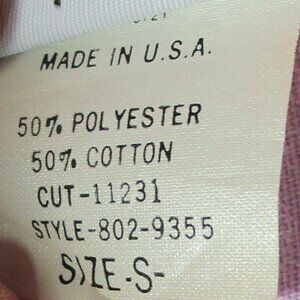 MADE IN U.S.A.
50% POLYESTER
50% COTTON
CUT-11231
STYLE-802-9355
SIZE-S-